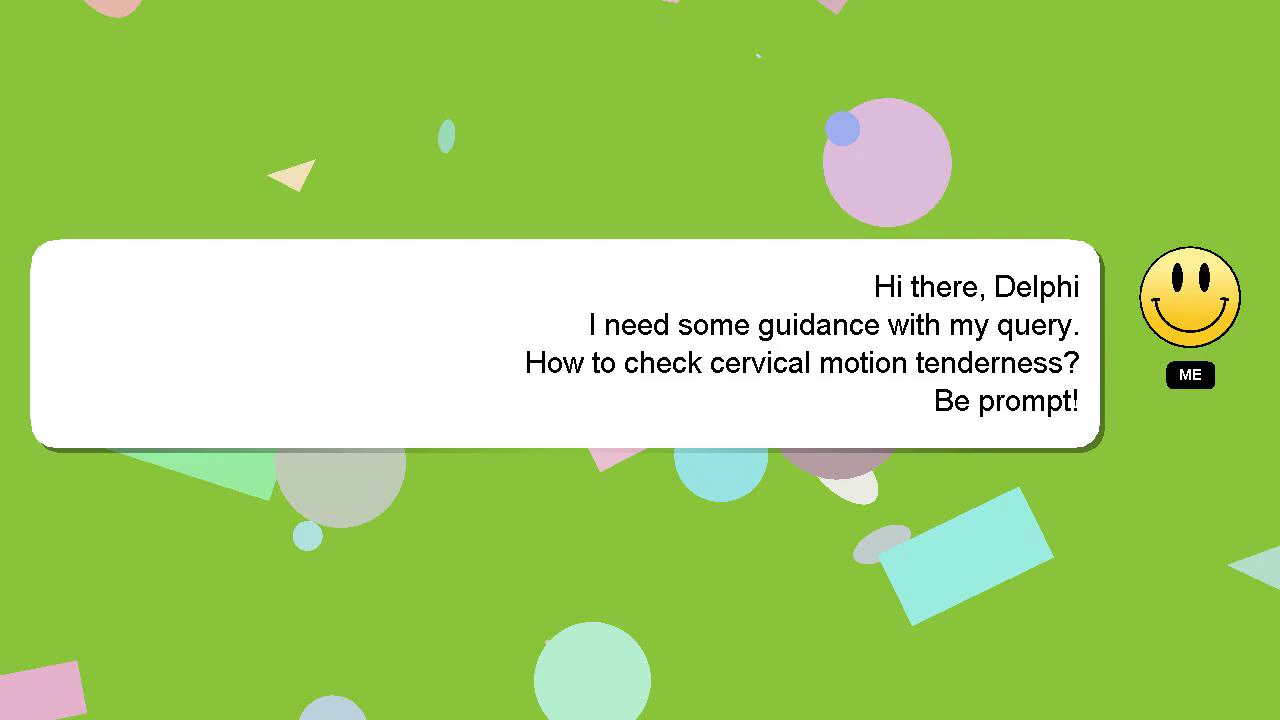 Hi there, Delphi
I need some guidance with my query.
How to check cervical motion tenderness?
Be prompt!
ME